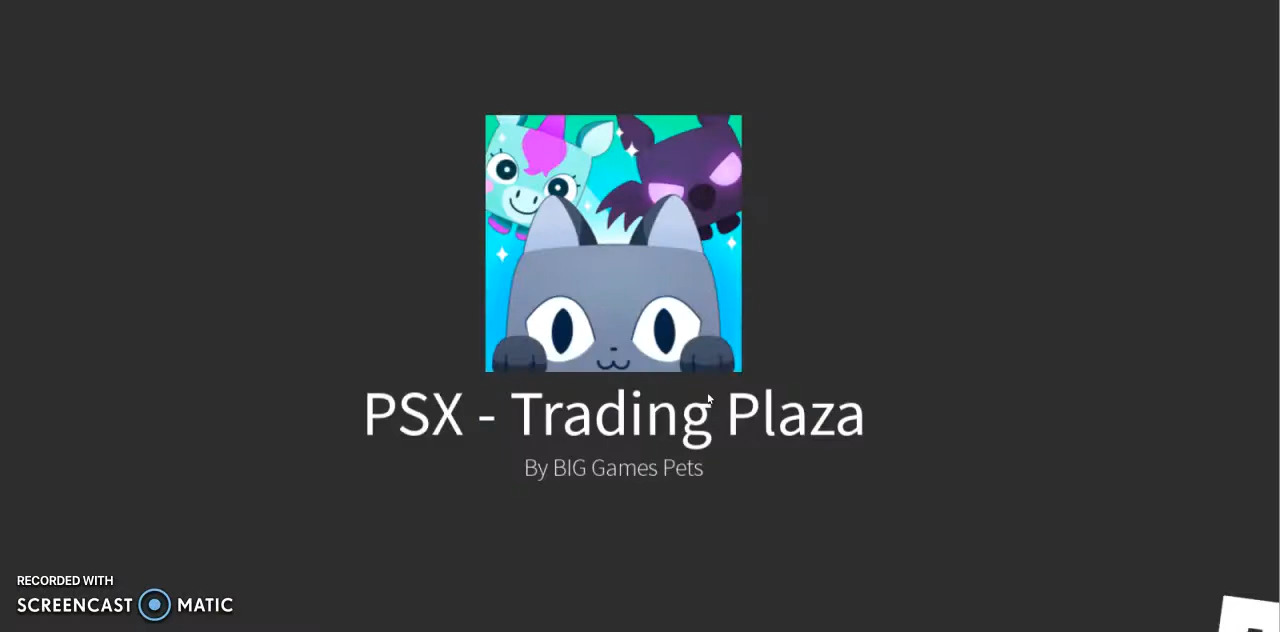 PSX - Trading Plaza
By BIG Games Pets
RECORDED WITH
SCREENCAST MATIC